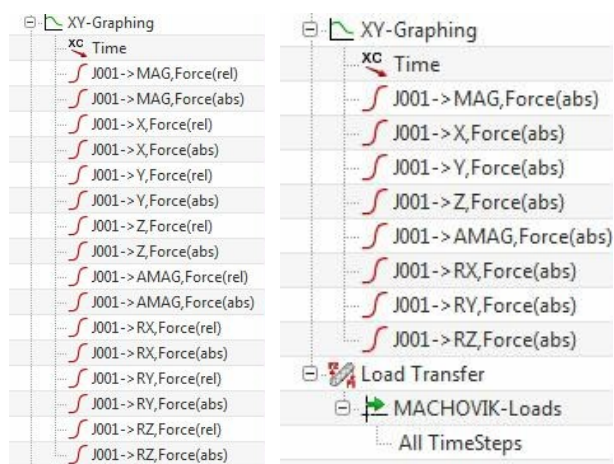 XY-Graphing
XC Time
J001->MAG,Force(rel)
J001->MAG,Force(abs)
J001->X,Force(rel)
J001->X,Force(abs)
J001->Y,Force(rel)
J001->Y,Force(abs)
J001->Z,Force(rel)
J001->Z,Force(abs)
J001->AMAG,Force(rel)
J001->AMAG,Force(abs)
J001->RX,Force(rel)
J001->RX,Force(abs)
J001->RY,Force(rel)
J001->RY,Force(abs)
J001->RZ,Force(rel)
J001->RZ,Force(abs)
XY-Graphing
XC Time
J001->MAG,Force(abs)
J001->X,Force(abs)
J001->Y,Force(abs)
J001->Z,Force(abs)
J001->AMAG,Force(abs)
J001->RX,Force(abs)
J001->RY,Force(abs)
J001->RZ,Force(abs)
Load Transfer
MACHOVIK-Loads
All TimeSteps